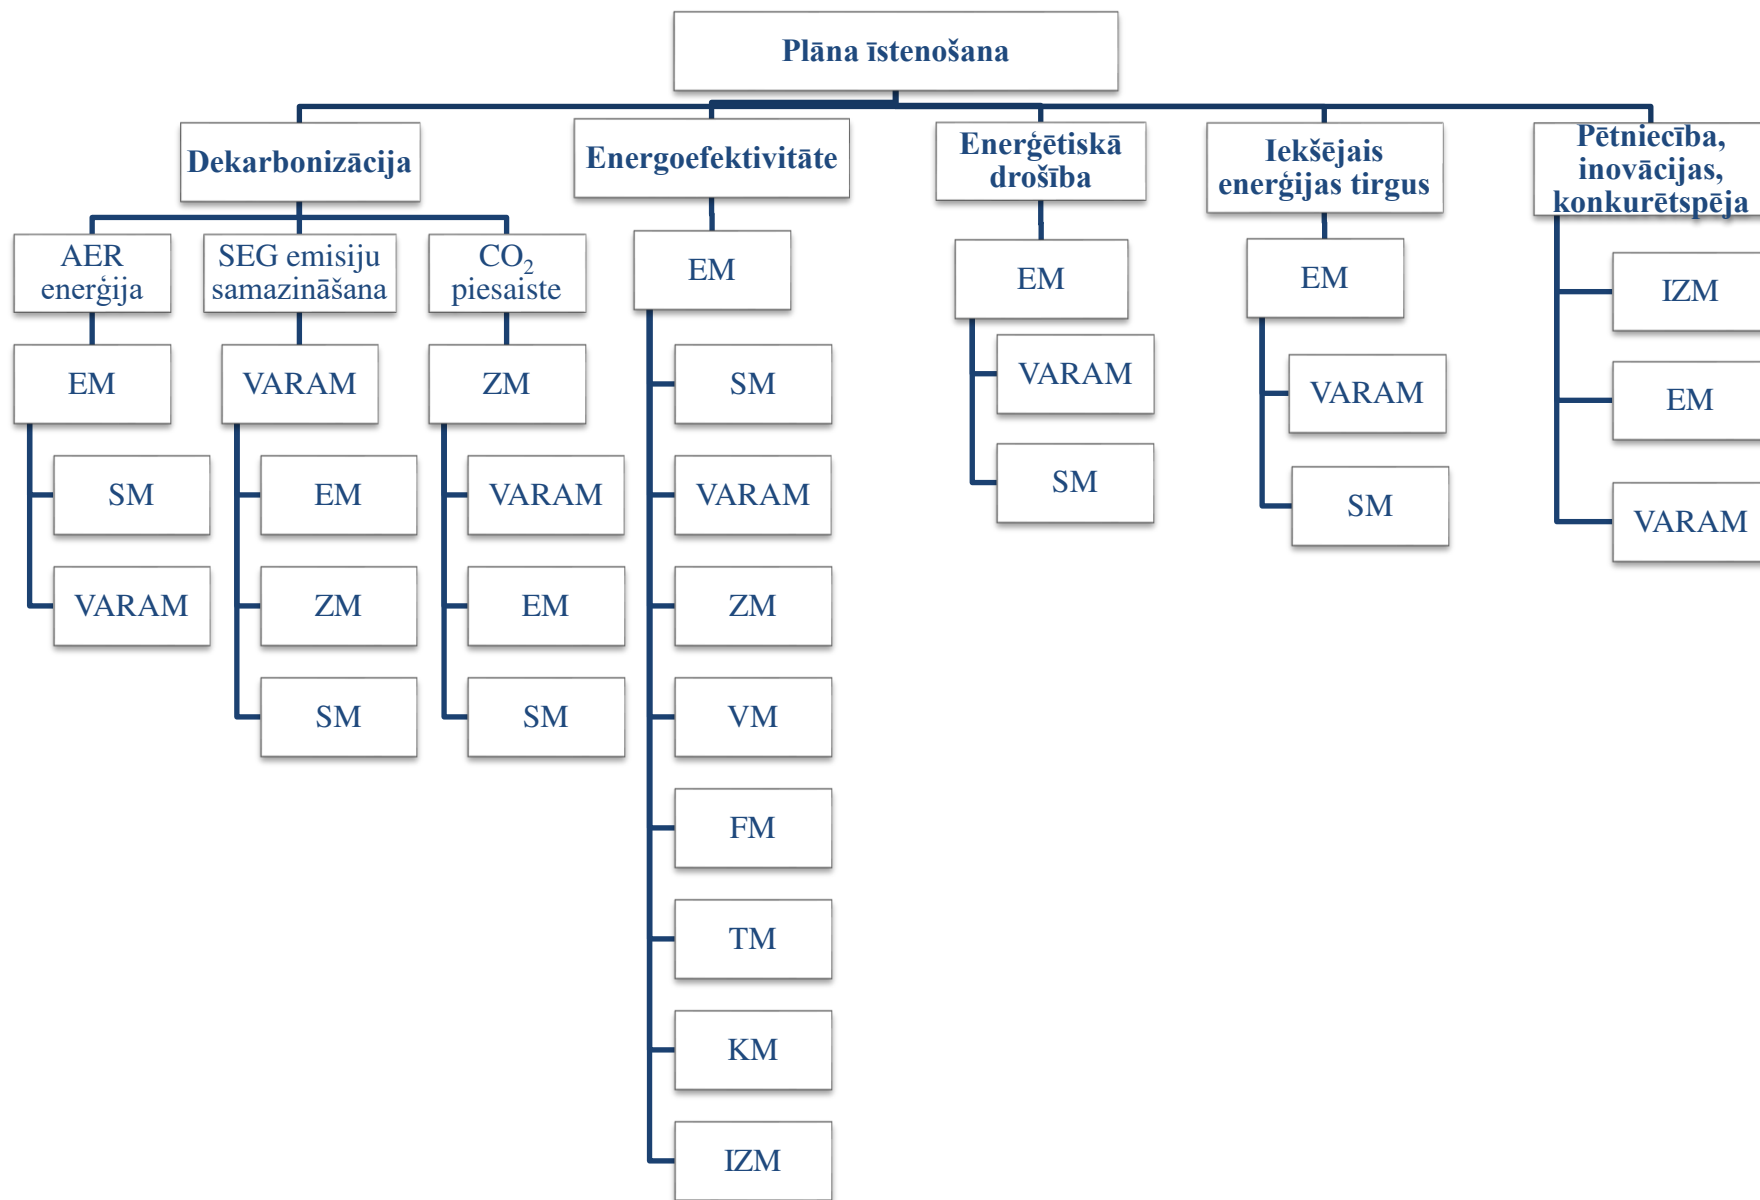 Plāna īstenošana
Dekarbonizācija
AER
enerģija
EM
SM
VARAM
SEG emisiju
samazināšana
VARAM
EM
ZM
SM
CO₂
piesaiste
ZM
VARAM
EM
SM
Energoefektivitāte
EM
SM
VARAM
ZM
VM
FM
TM
KM
IZM
Enerģētiskā
drošība
EM
VARAM
SM
Iekšējais
enerģijas tirgus
EM
VARAM
SM
Pētniecība,
inovācijas,
konkurētspēja
IZM
EM
VARAM